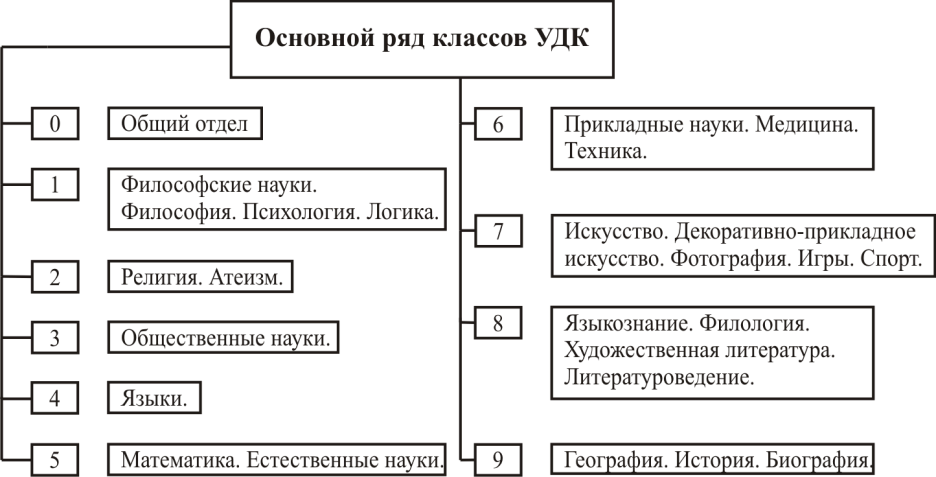 Основной ряд классов УДК
0 Общий отдел
1 Философские науки.
Философия. Психология. Логика.
2 Религия. Атеизм.
3 Общественные науки.
4 Языки.
5 Математика. Естественные науки.
6 Прикладные науки. Медицина.
Техника.
7 Искусство. Декоративно-прикладное
искусство. Фотография. Игры. Спорт.
8 Языкознание. Филология.
Художественная литература.
Литературоведение.
9 География. История. Биография.